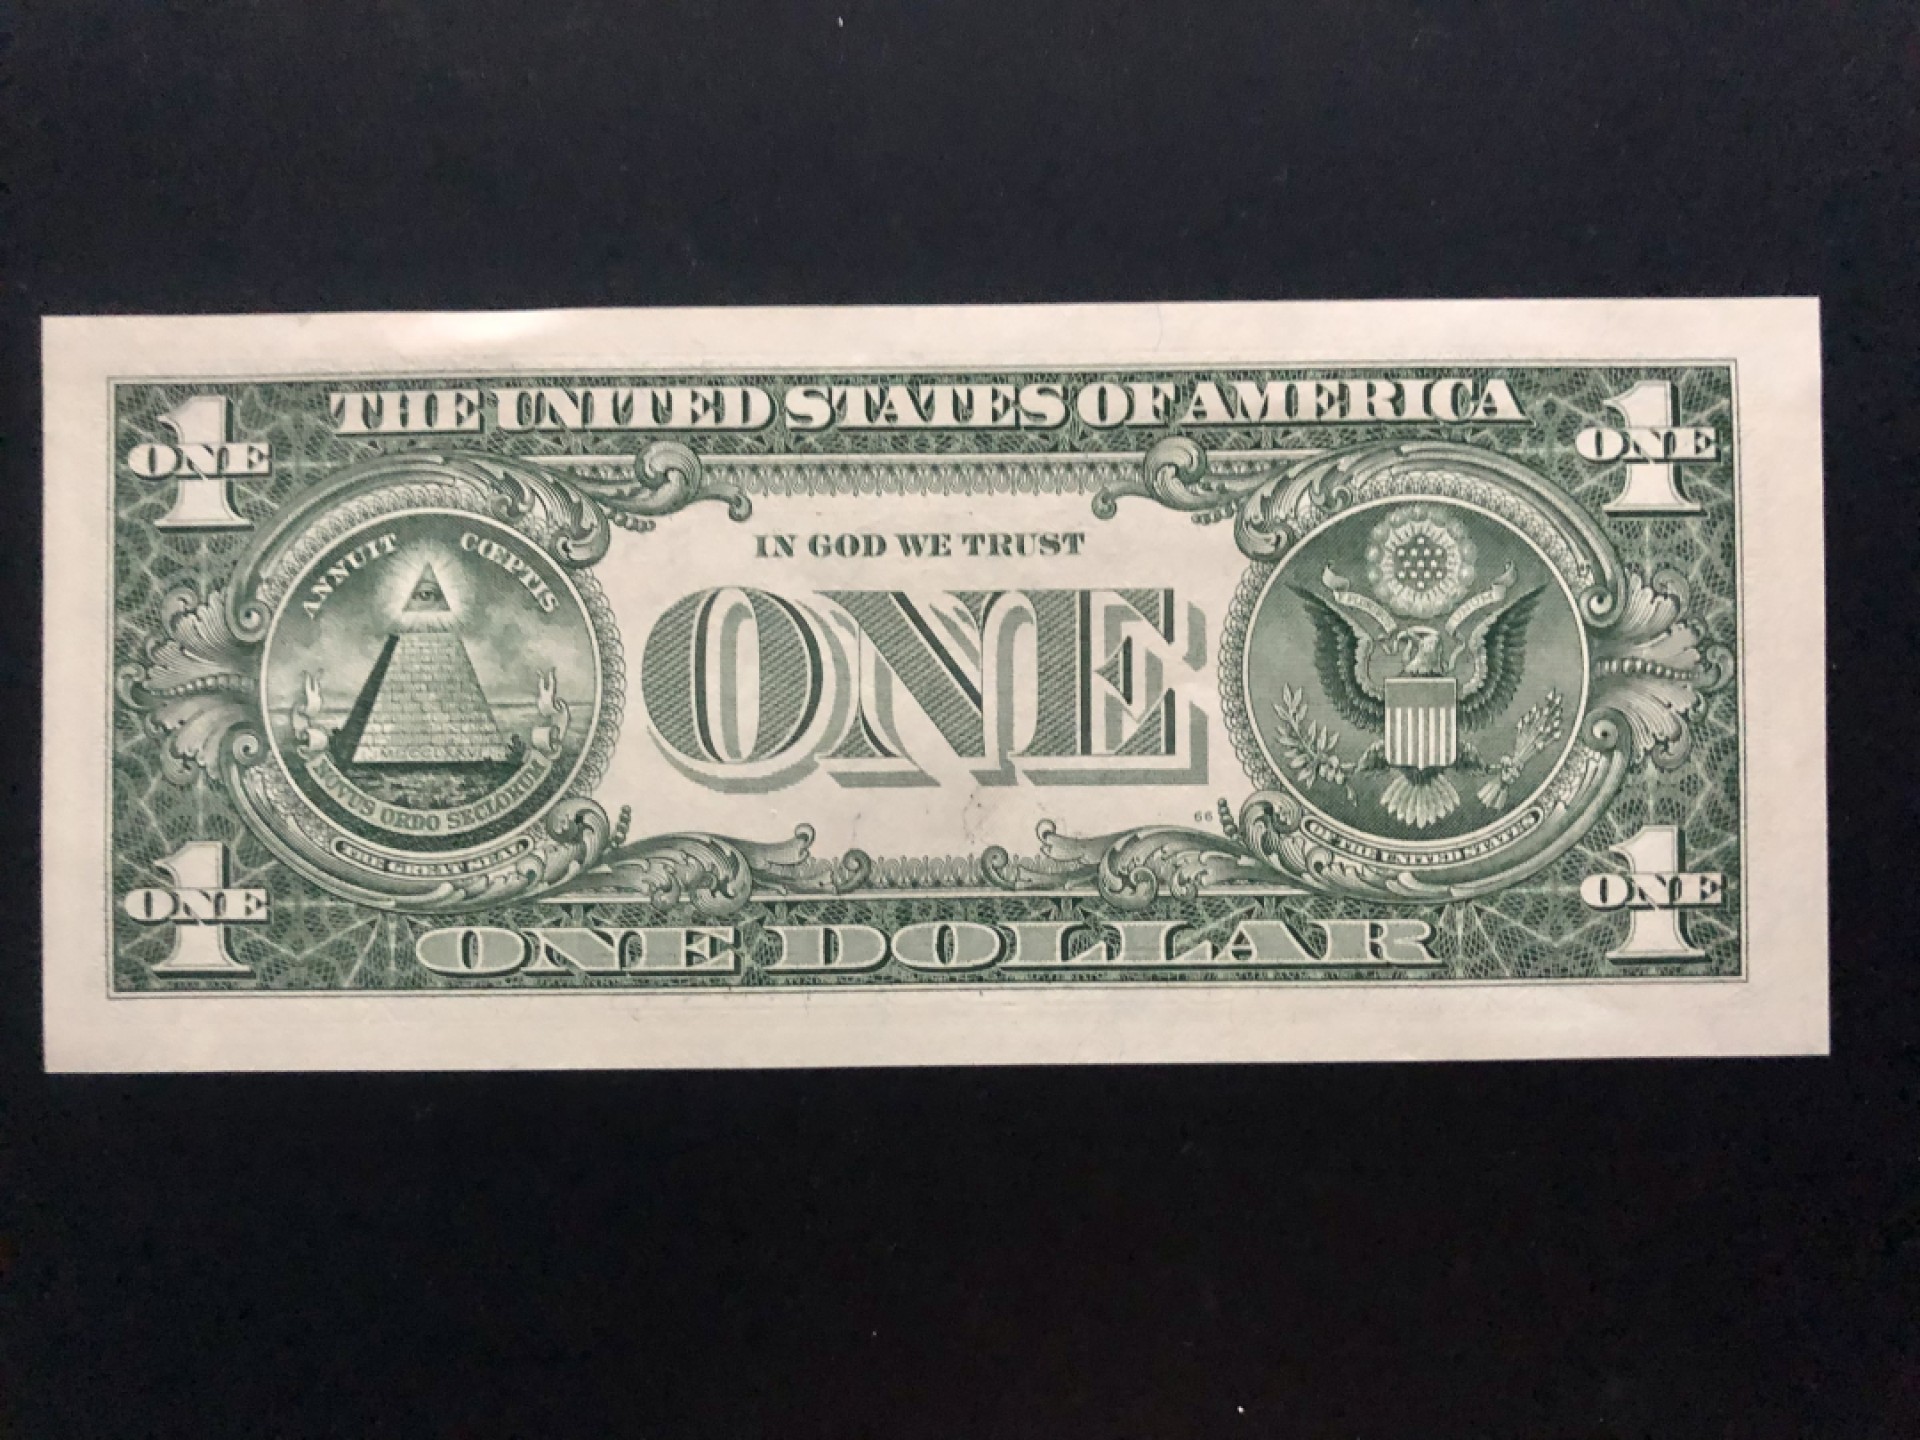 THE UNITED STATES OF AMERICA
1 ONE
1 ONE
ANNUIT CŒPTIS
IN GOD WE TRUST
ONE
MDCCLXXVI
NOVUS ORDO SECLORUM
THE GREAT SEAL
66
OF THE UNITED STATES
1 ONE
1 ONE
ONE DOLLAR